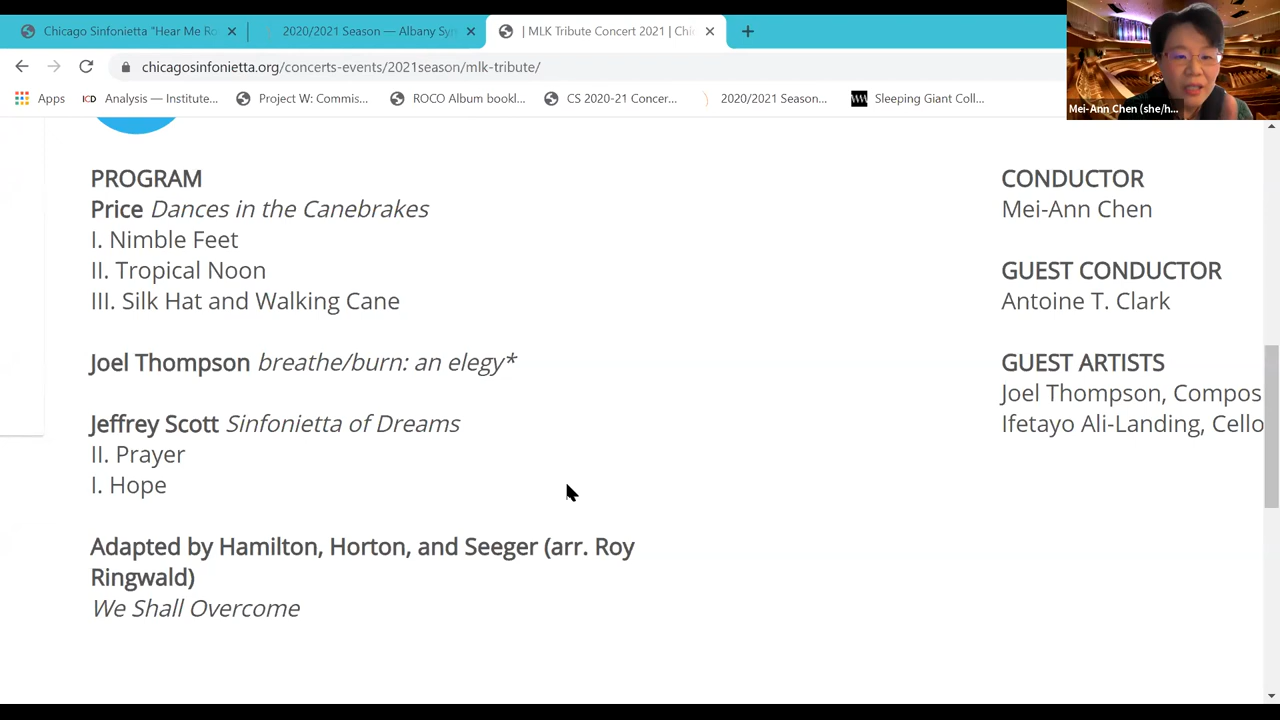 Chicago Sinfonietta "Hear Me Ro
2020/2021 Season — Albany Sy
| MLK Tribute Concert 2021 | Chi
chicagosinfonietta.org/concerts-events/2021season/mlk-tribute/
Apps
ICD Analysis — Institute...
Project W: Commis...
ROCO Album bookl...
CS 2020-21 Concer...
2020/2021 Season...
Sleeping Giant Coll...
Mei-Ann Chen (she/h...
PROGRAM
Price Dances in the Canebrakes
I. Nimble Feet
II. Tropical Noon
III. Silk Hat and Walking Cane
Joel Thompson breathe/burn: an elegy*
Jeffrey Scott Sinfonietta of Dreams
II. Prayer
I. Hope
Adapted by Hamilton, Horton, and Seeger (arr. Roy
Ringwald)
We Shall Overcome
CONDUCTOR
Mei-Ann Chen
GUEST CONDUCTOR
Antoine T. Clark
GUEST ARTISTS
Joel Thompson, Compos
Ifetayo Ali-Landing, Cello